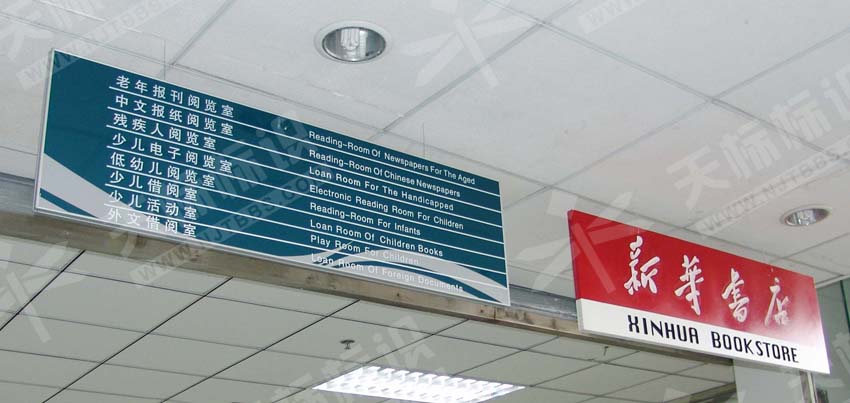 老年报刊阅览室 Reading-Room Of Newspapers For The Aged
中文报纸阅览室 Reading-Room Of Chinese Newspapers
残疾人阅览室 Loan Room For The Handicapped
少儿电子阅览室 Electronic Reading Room For Children
低幼儿阅览室 Reading-Room For Infants
少儿借阅室 Loan Room Of Children Books
少儿活动室 Play Room For Children
外文借阅室 Loan Room Of Foreign Documents
新华书店
XINHUA BOOKSTORE
天栋标识